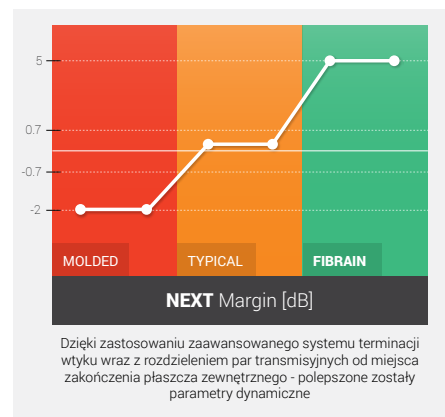 5
0.7
-0.7
-2
MOLDED TYPICAL FIBRAIN
NEXT Margin [dB]
Dzięki zastosowaniu zaawansowanego systemu terminacji
wtyku wraz z rozdzieleniem par transmisyjnych od miejsca
zakończenia płaszcza zewnętrznego - polepszone zostały
parametry dynamiczne